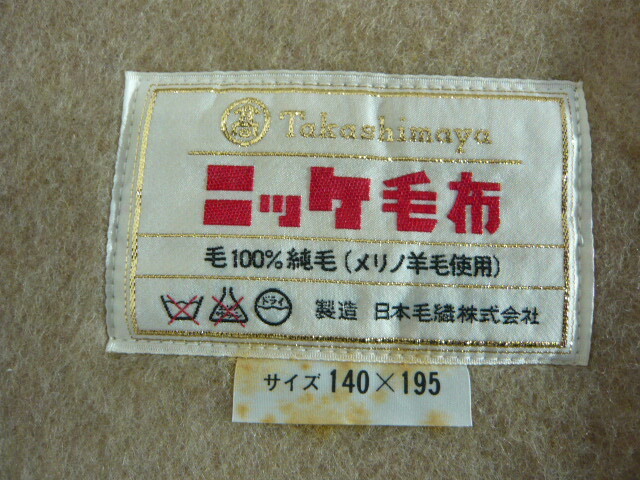 髙 Takashimaya
ニッケ毛布
毛100%純毛(メリノ羊毛使用)
ドライ 製造 日本毛織株式会社
サイズ 140×195